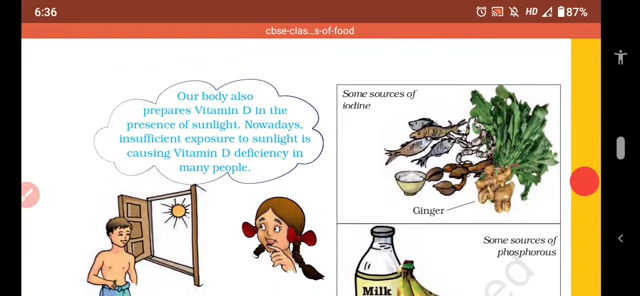 6:36
HD
87%
cbse-clas...s-of-food
Our body also
prepares Vitamin D in the
presence of sunlight. Nowadays,
insufficient exposure to sunlight is
causing Vitamin D deficiency in
many people.
Some sources of
iodine
Ginger
Some sources of
phosphorous
Milk